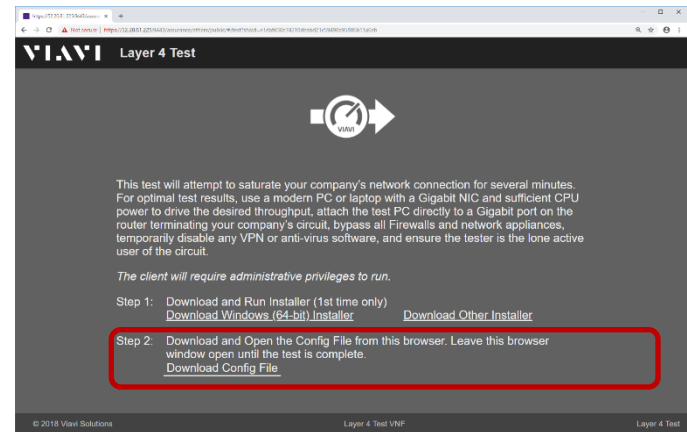 VIAVI Layer 4 Test
Not secure
VIAVI
This test will attempt to saturate your company's network connection for several minutes.
For optimal test results, use a modern PC or laptop with a Gigabit NIC and sufficient CPU
power to drive the desired throughput, attach the test PC directly to a Gigabit port on the
router terminating your company's circuit, bypass all Firewalls and network appliances,
temporarily disable any VPN or anti-virus software, and ensure the tester is the lone active
user of the circuit.
The client will require administrative privileges to run.
Step 1: Download and Run Installer (1st time only)
Download Windows (64-bit) Installer Download Other Installer
Step 2: Download and Open the Config File from this browser. Leave this browser
window open until the test is complete.
Download Config File
© 2018 Viavi Solutions Layer 4 Test VNF Layer 4 Test